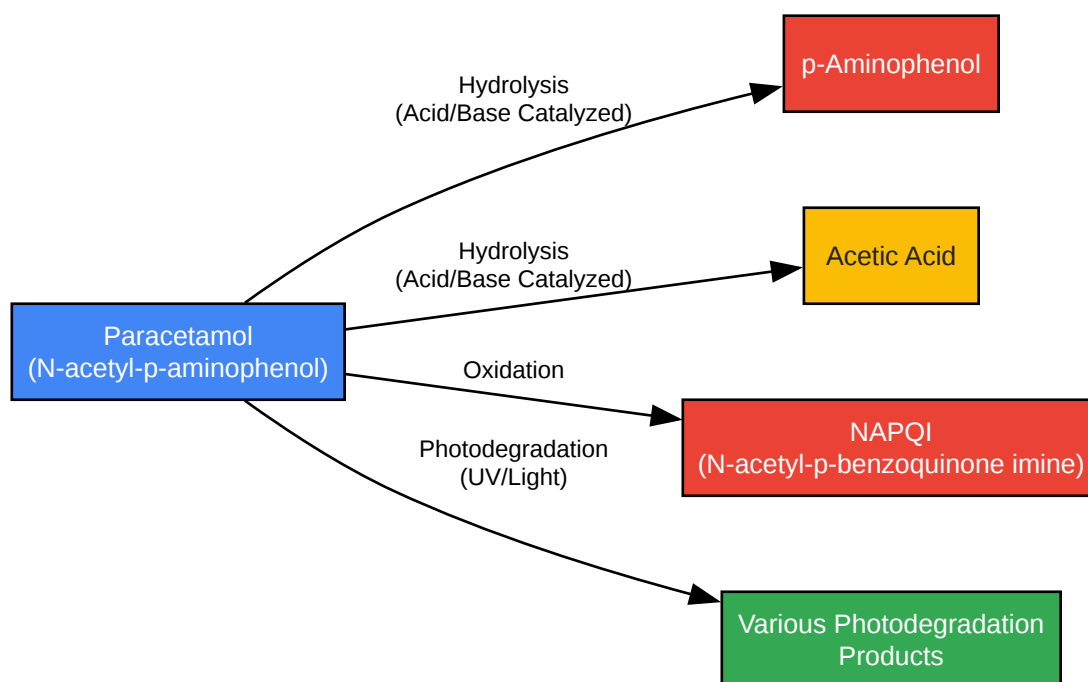 p-Aminophenol
Hydrolysis
(Acid/Base Catalyzed)
Acetic Acid
Hydrolysis
(Acid/Base Catalyzed)
Paracetamol
(N-acetyl-p-aminophenol)
Oxidation
NAPQI
(N-acetyl-p-benzoquinone imine)
Photodegradation
(UV/Light)
Various Photodegradation
Products